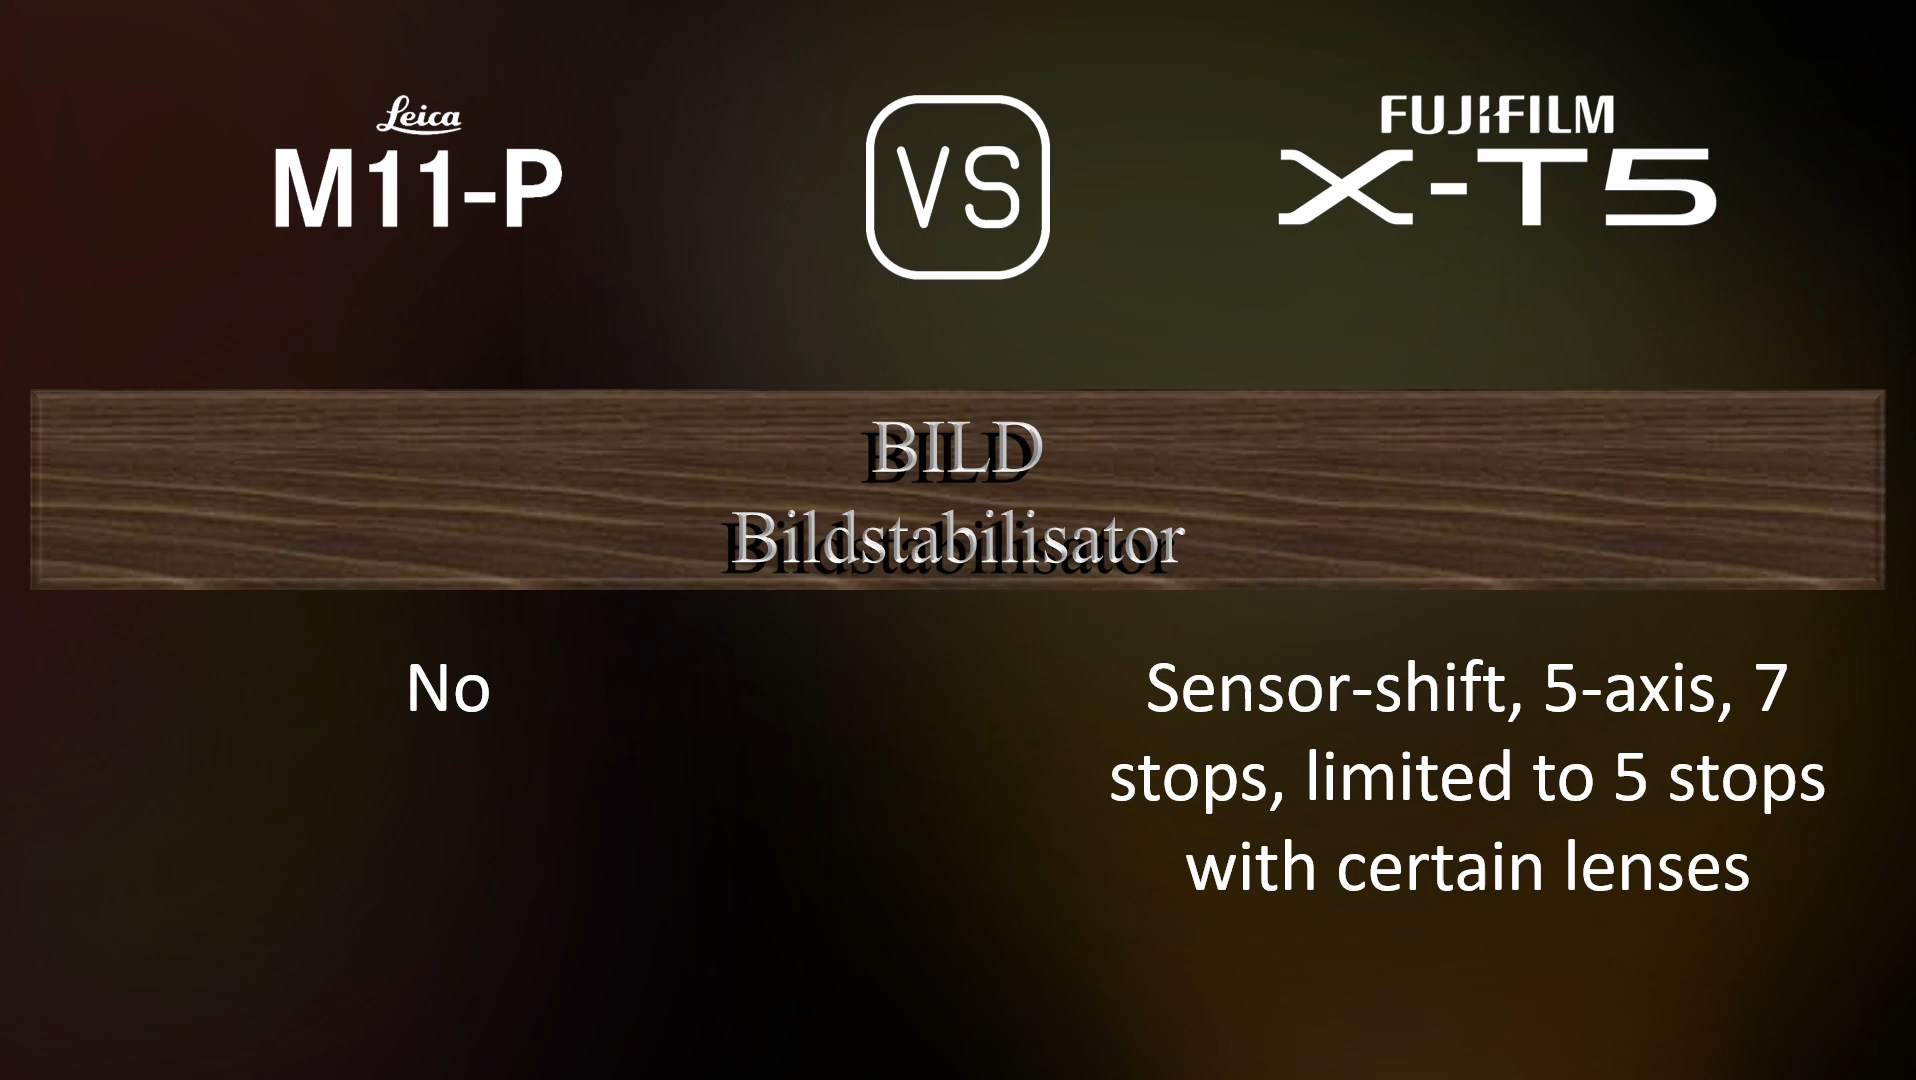 Leica
M11-P
VS
FUJIFILM
X-T5
BILD
Bildstabilisator
No
Sensor-shift, 5-axis, 7
stops, limited to 5 stops
with certain lenses